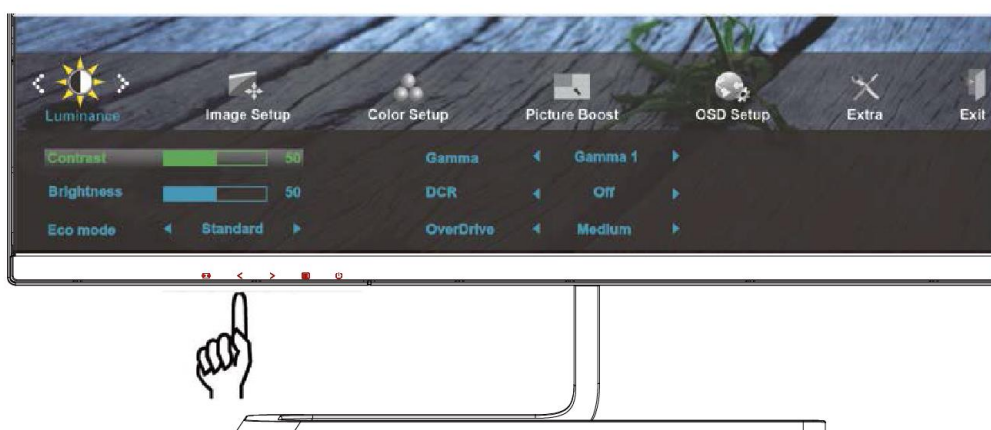 Luminance Image Setup Color Setup Picture Boost OSD Setup Extra Exit
Contrast 50 Gamma Gamma 1
Brightness 50 DCR Off
Eco mode Standard OverDrive Medium